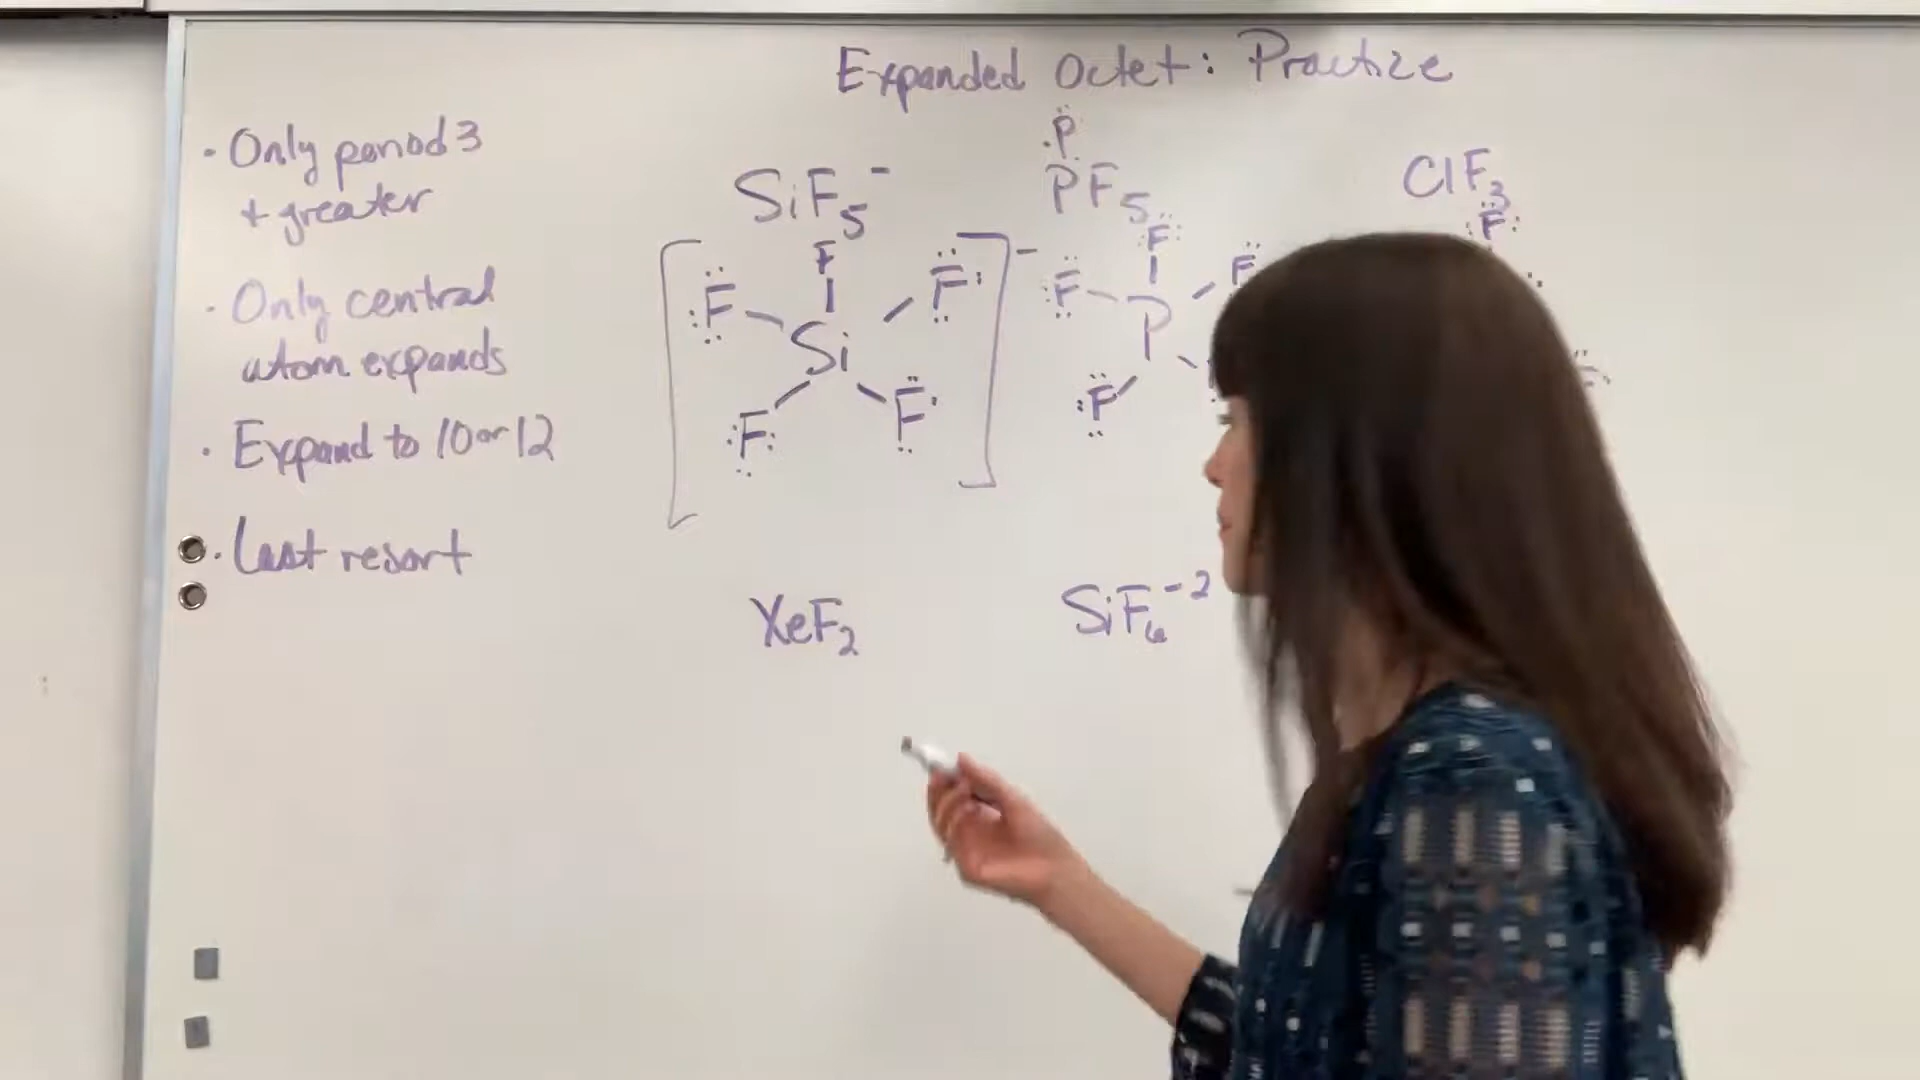 Expanded Octet: Practize
• Only period 3
+ greater
• Only central
atom expands
• Expand to 10 or 12
• Last resort
SiF5-
F
F
F
Si
F
F
-
P
PF5
F
F
F
P
F
ClF3
F
XeF2
SiF6-2